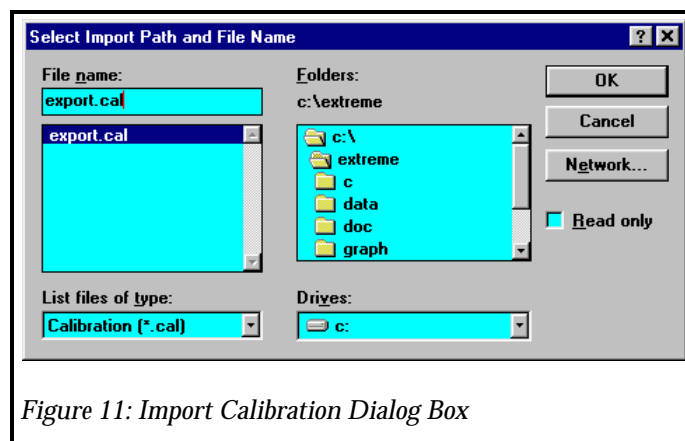 Select Import Path and File Name
File name:
export.cal
export.cal
List files of type:
Calibration (*.cal)
Folders:
c:\extreme
c:\
extreme
c
data
doc
graph
Drives:
c:
OK
Cancel
Network...
Read only
Figure 11: Import Calibration Dialog Box